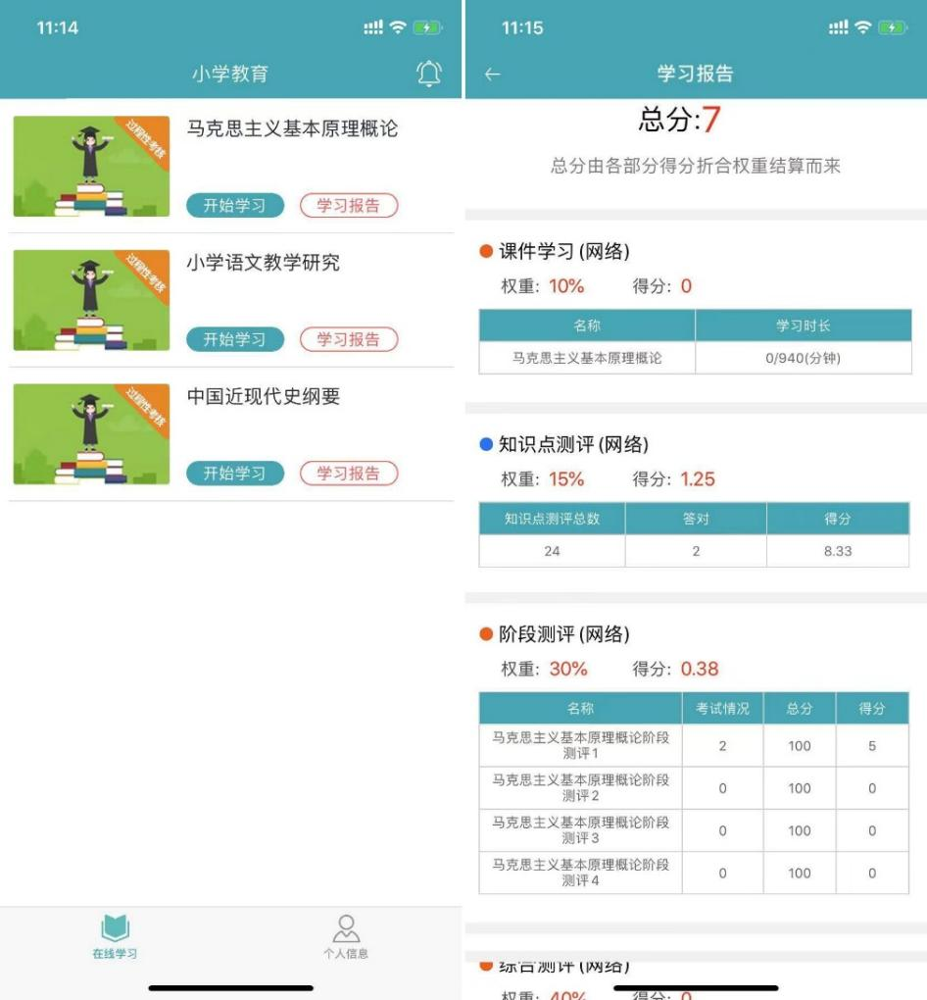 11:14
小学教育
过程性考核
马克思主义基本原理概论
开始学习 学习报告
过程性考核
小学语文教学研究
开始学习 学习报告
过程性考核
中国近现代史纲要
开始学习 学习报告
在线学习 个人信息
11:15
学习报告
总分:7
总分由各部分得分折合权重结算而来
课件学习(网络)
权重: 10% 得分: 0
名称 学习时长
马克思主义基本原理概论 0/940(分钟)
知识点测评(网络)
权重: 15% 得分: 1.25
知识点测评总数 答对 得分
24 2 8.33
阶段测评(网络)
权重: 30% 得分: 0.38
名称 考试情况 总分 得分
马克思主义基本原理概论阶段
测评1 2 100 5
马克思主义基本原理概论阶段
测评2 0 100 0
马克思主义基本原理概论阶段
测评3 0 100 0
马克思主义基本原理概论阶段
测评4 0 100 0
综合测评(网络)
权重: 40% 得分: 0